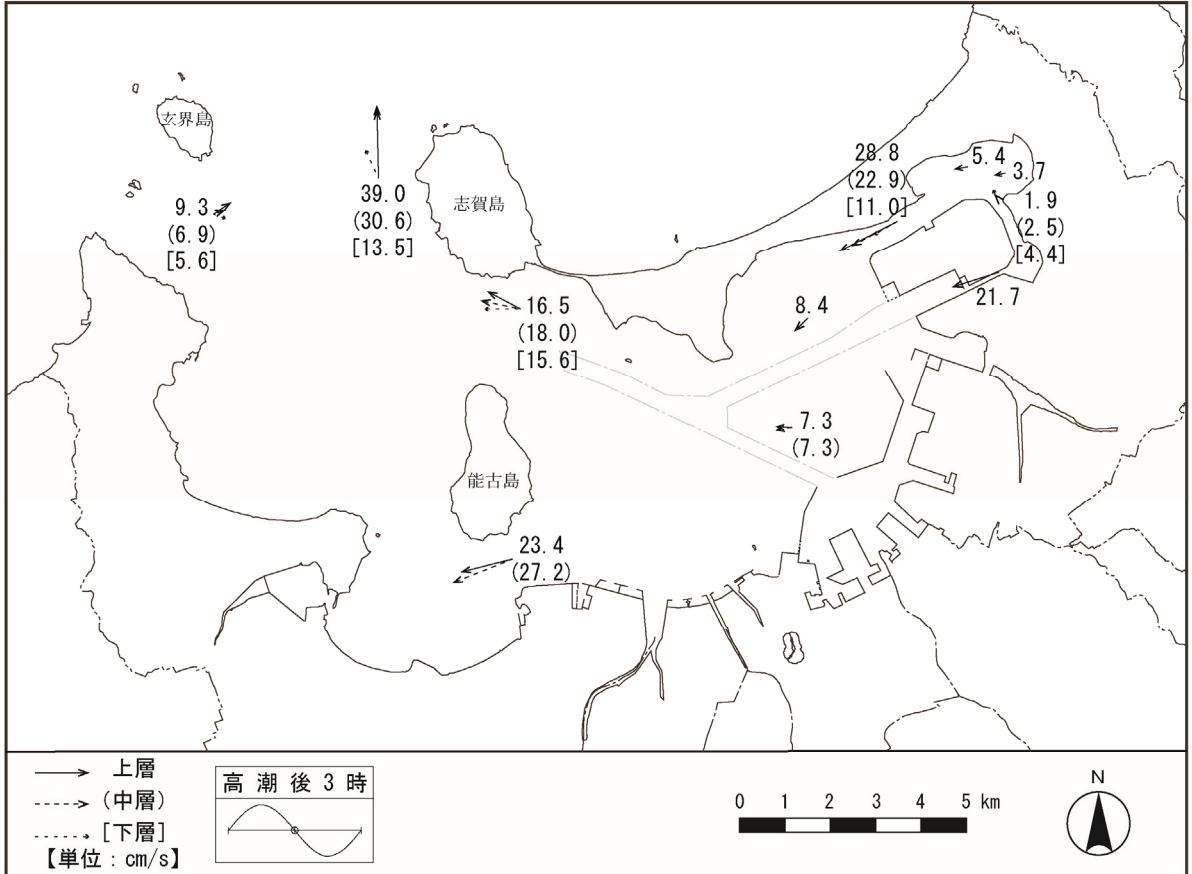 玄界島
39.0
(30.6)
[13.5]
志賀島
9.3
(6.9)
[5.6]
28.8
(22.9)
[11.0]
5.4
3.7
1.9
(2.5)
[4.4]
21.7
8.4
16.5
(18.0)
[15.6]
7.3
(7.3)
能古島
23.4
(27.2)
上層
(中層)
[下層]
【単位:cm/s】
高潮後3時
0 1 2 3 4 5 km
N